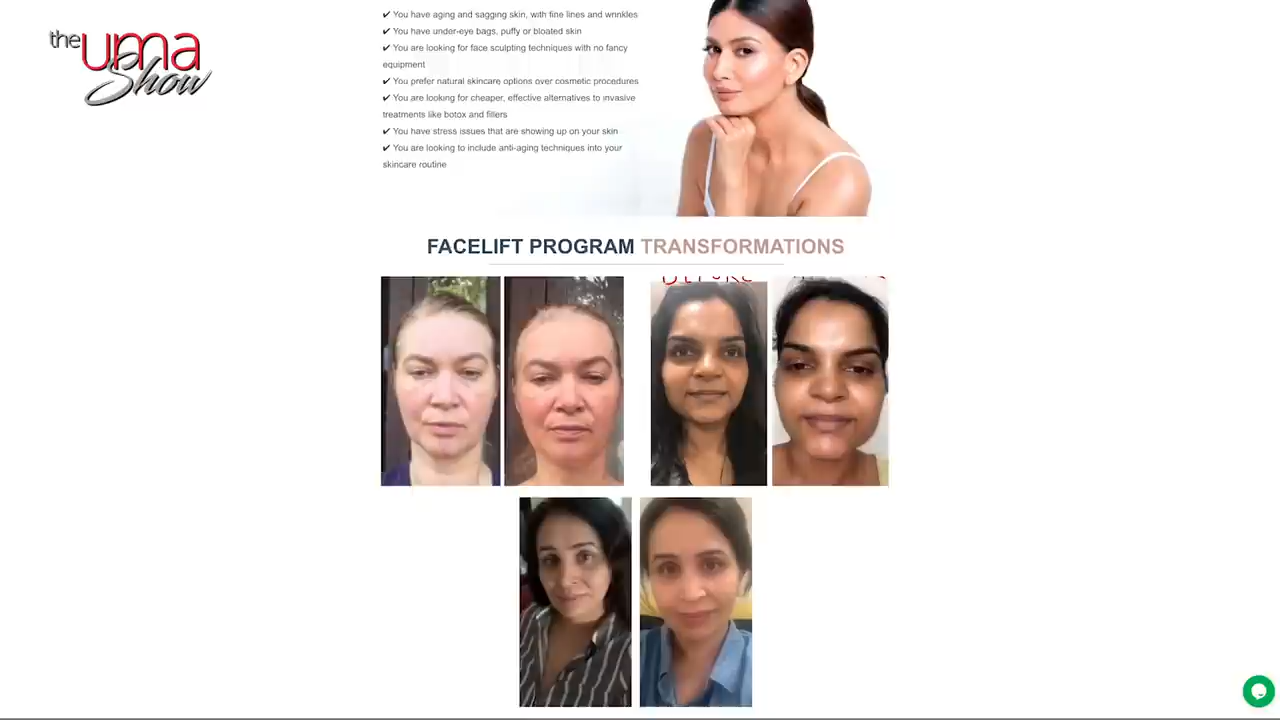 the uma
Show
✔ You have aging and sagging skin, with fine lines and wrinkles
✔ You have under-eye bags, puffy or bloated skin
✔ You are looking for face sculpting techniques with no fancy
equipment
✔ You prefer natural skincare options over cosmetic procedures
✔ You are looking for cheaper, effective alternatives to invasive
treatments like botox and fillers
✔ You have stress issues that are showing up on your skin
✔ You are looking to include anti-aging techniques into your
skincare routine
FACELIFT PROGRAM TRANSFORMATIONS